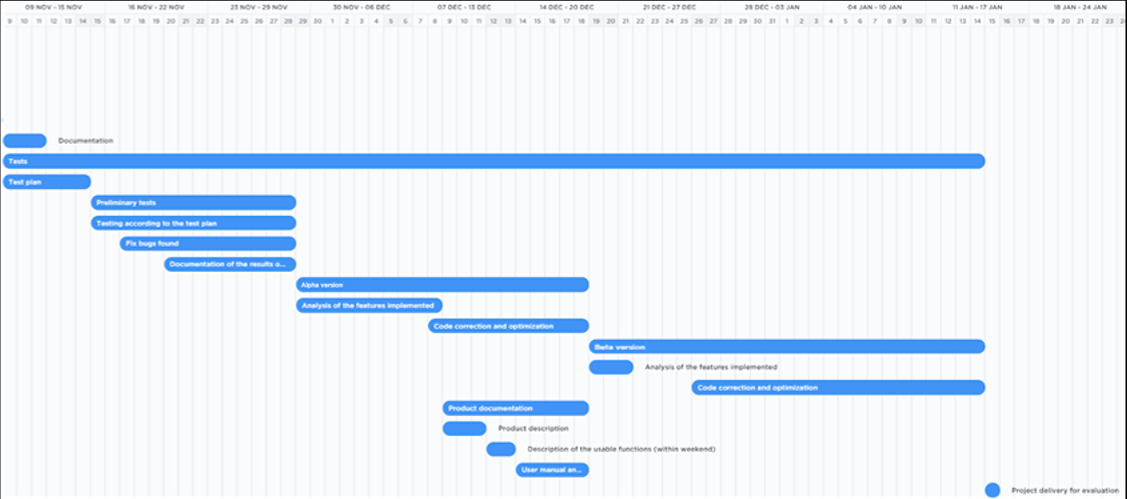 09 NOV - 15 NOV 16 NOV - 22 NOV 23 NOV - 29 NOV 30 NOV - 06 DEC 07 DEC - 13 DEC 14 DEC - 20 DEC 21 DEC - 27 DEC 28 DEC - 03 JAN 04 JAN - 10 JAN 11 JAN - 17 JAN 18 JAN - 24 JAN
9 10 11 12 13 14 15 16 17 18 19 20 21 22 23 24 25 26 27 28 29 30 1 2 3 4 5 6 7 8 9 10 11 12 13 14 15 16 17 18 19 20 21 22 23 24 25 26 27 28 29 30 31 1 2 3 4 5 6 7 8 9 10 11 12 13 14 15 16 17 18 19 20 21 22 23
Documentation
Tests
Test plan
Preliminary tests
Testing according to the test plan
Fix bugs found
Documentation of the results o...
Alpha version
Analysis of the features implemented
Code correction and optimization
Beta version
Analysis of the features implemented
Code correction and optimization
Product documentation
Product description
Description of the usable functions (within weekend)
User manual an...
Project delivery for evaluation